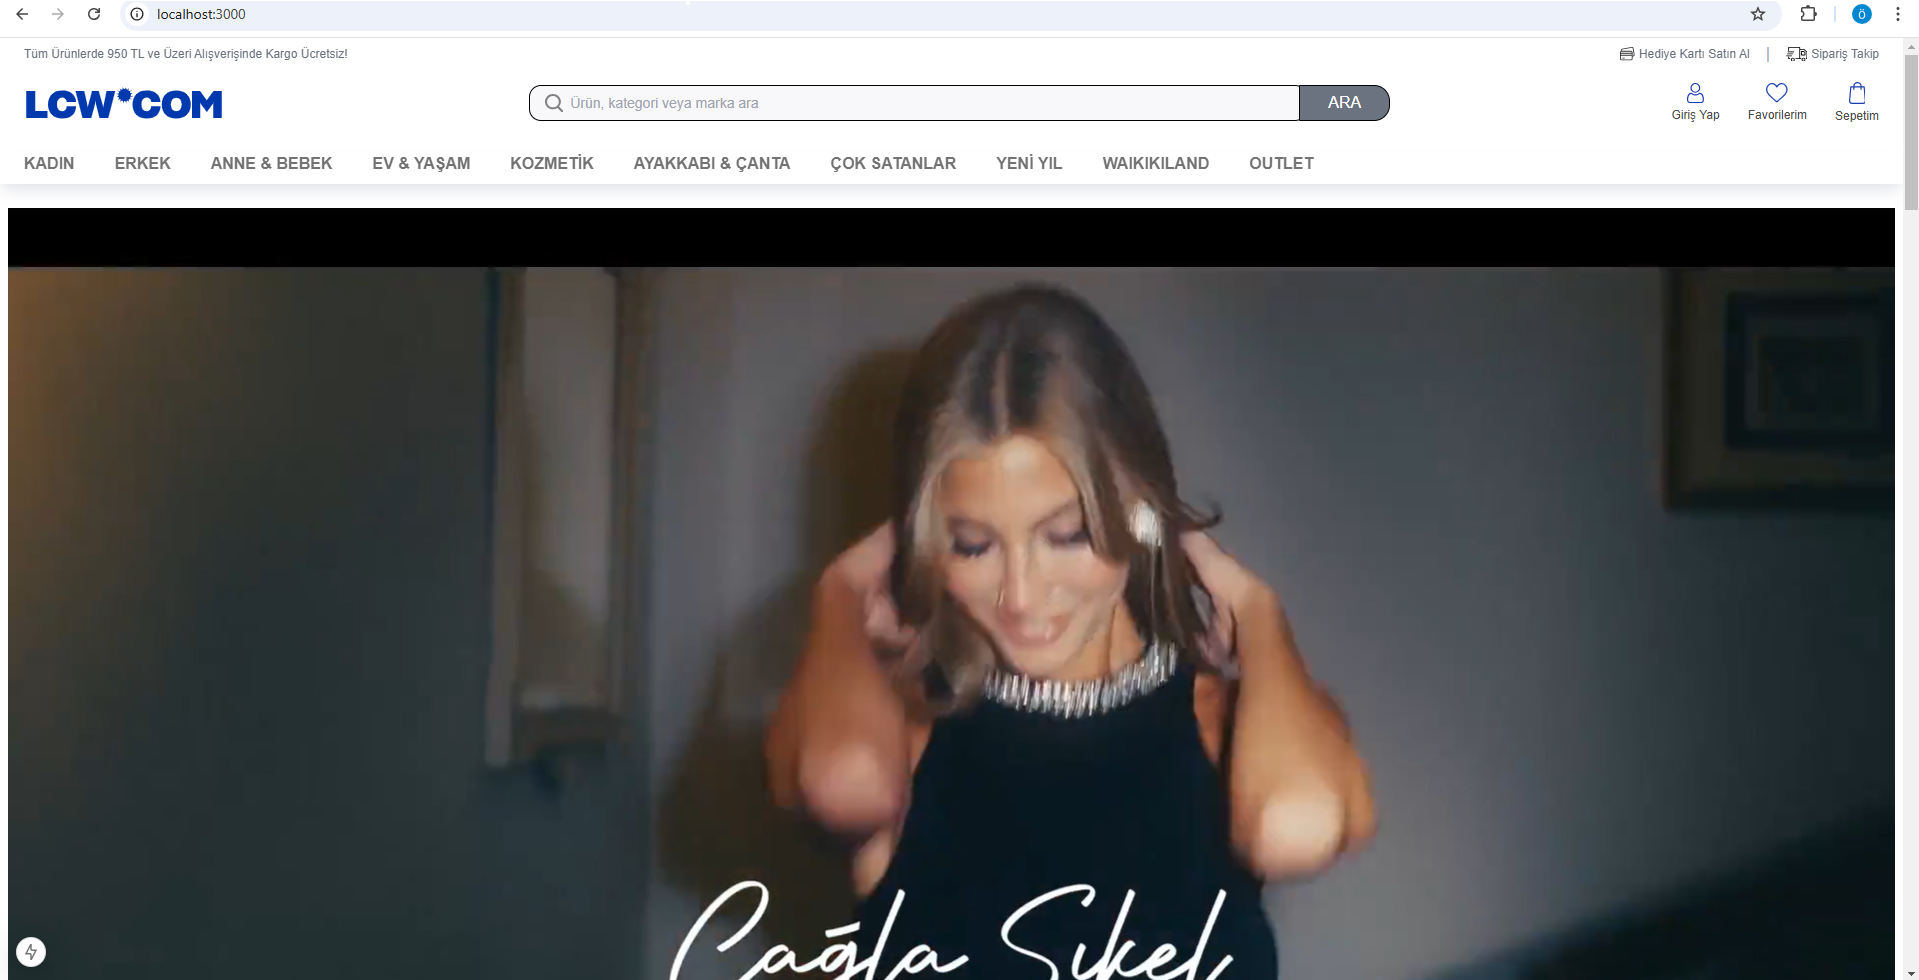 localhost:3000
Ö
Tüm Ürünlerde 950 TL ve Üzeri Alışverişinde Kargo Ücretsiz!
Hediye Kartı Satın Al
Sipariş Takip
LCW COM
Ürün, kategori veya marka ara
ARA
Giriş Yap
Favorilerim
Sepetim
KADIN
ERKEK
ANNE & BEBEK
EV & YAŞAM
KOZMETİK
AYAKKABI & ÇANTA
ÇOK SATANLAR
YENİ YIL
WAIKIKILAND
OUTLET
Çağla Şıkel